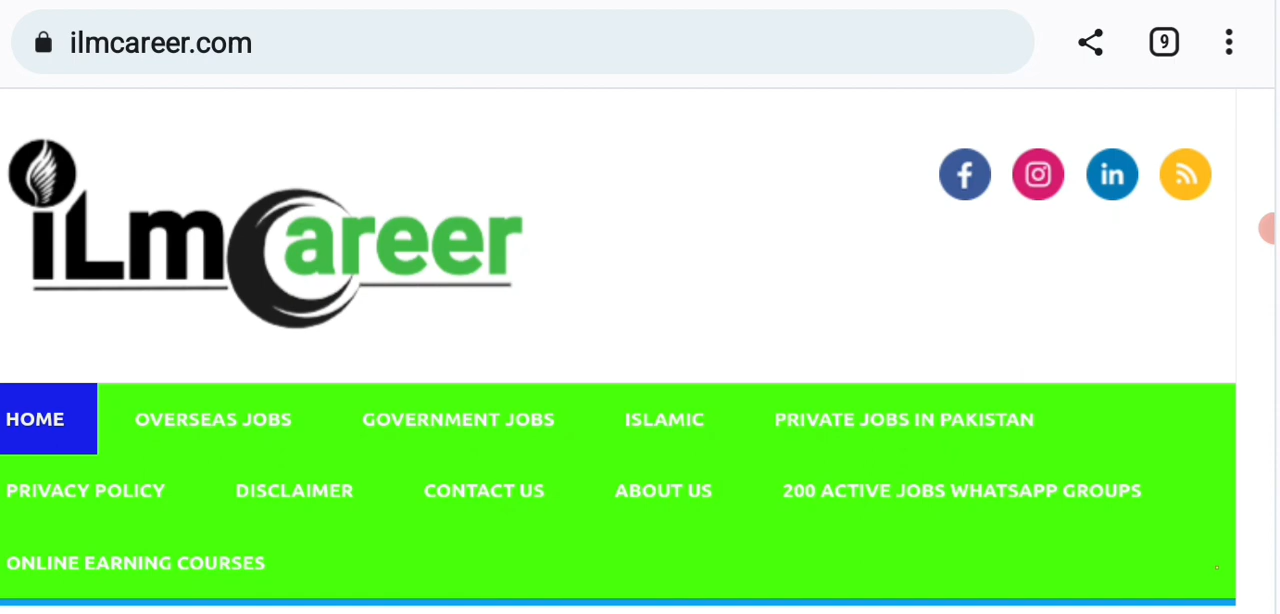 ilmcareer.com
9
iLmCareer
f
in
HOME OVERSEAS JOBS GOVERNMENT JOBS ISLAMIC PRIVATE JOBS IN PAKISTAN
PRIVACY POLICY DISCLAIMER CONTACT US ABOUT US 200 ACTIVE JOBS WHATSAPP GROUPS
ONLINE EARNING COURSES